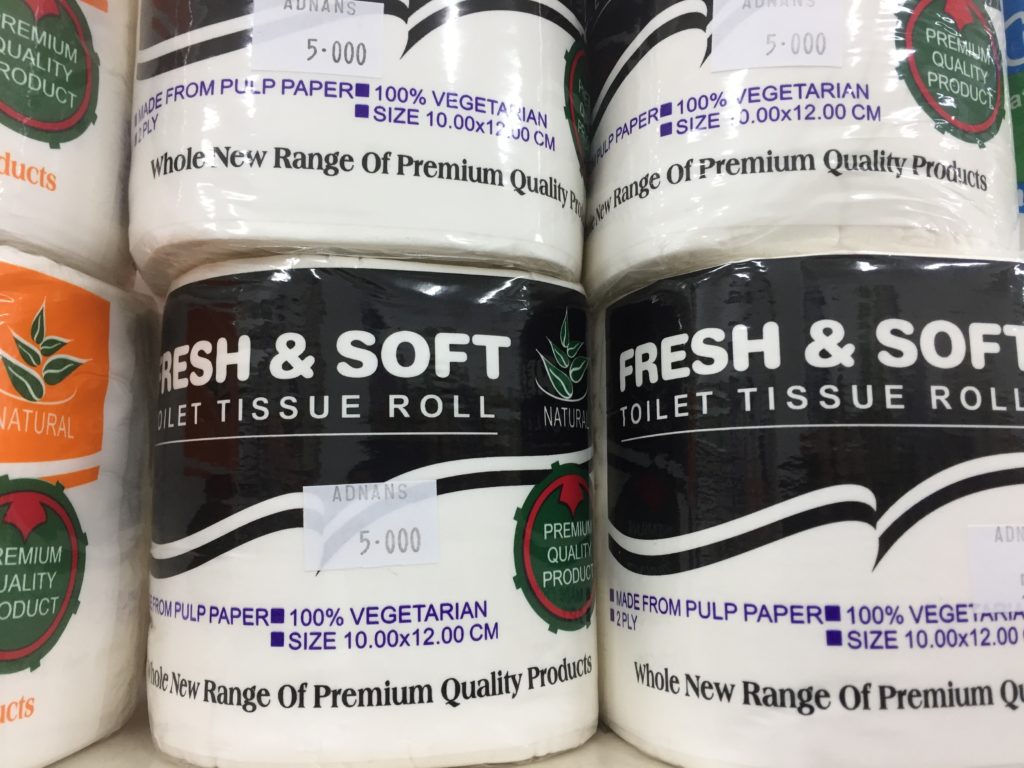 PREMIUM
QUALITY
PRODUCT
ADNANS
5.000
MADE FROM PULP PAPER ■ 100% VEGETARIAN
2 PLY ■ SIZE 10.00x12.00 CM
Whole New Range Of Premium Quality
ADNANS
5.000
PREMIUM
QUALITY
PRODUCT
PULP PAPER ■ 100% VEGETARIAN
■ SIZE 0.00x12.00 CM
New Range Of Premium Quality Products
NATURAL
PREMIUM
QUALITY
PRODUCT
FRESH & SOFT
TOILET TISSUE ROLL
NATURAL
ADNANS
5.000
PREMIUM
QUALITY
PRODUCT
FROM PULP PAPER ■ 100% VEGETARIAN
■ SIZE 10.00x12.00 CM
Whole New Range Of Premium Quality Products
FRESH & SOFT
TOILET TISSUE ROLL
■ MADE FROM PULP PAPER ■ 100% VEGETARIAN
■ 2 PLY ■ SIZE 10.00x12.00
Whole New Range Of Premium